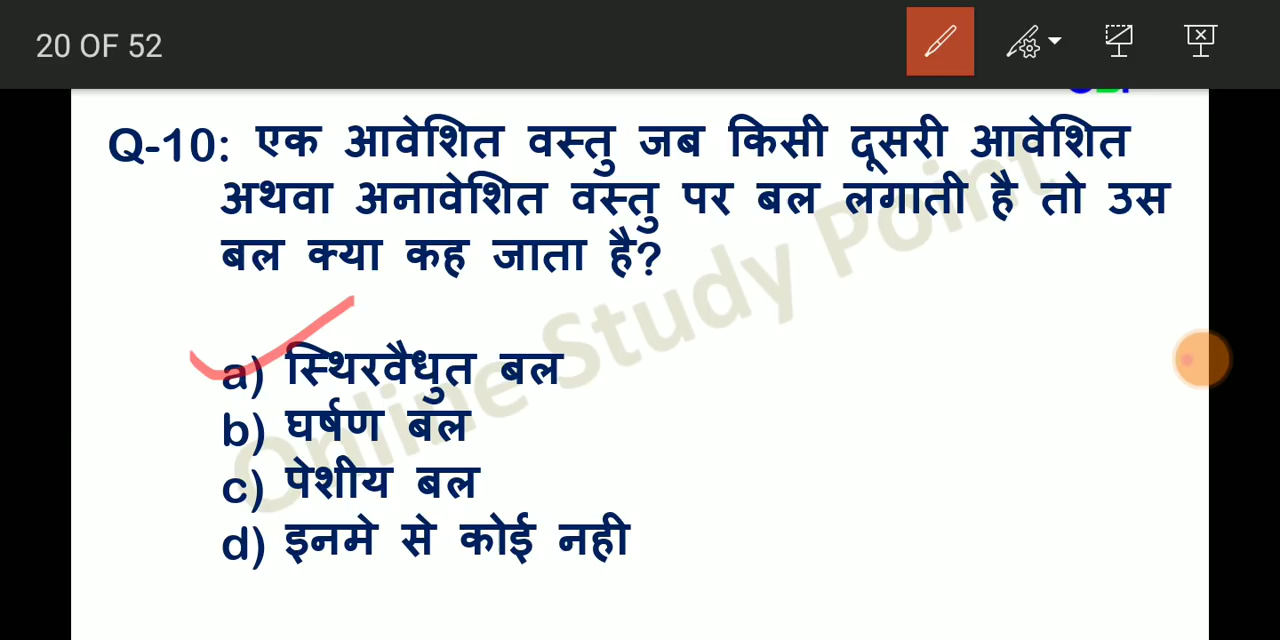 20 OF 52
Q-10: एक आवेशित वस्तु जब किसी दूसरी आवेशित
अथवा अनावेशित वस्तु पर बल लगाती है तो उस
बल क्या कह जाता है?
a) स्थिरवैधुत बल
b) घर्षण बल
c) पेशीय बल
d) इनमे से कोई नही
Online Study Point